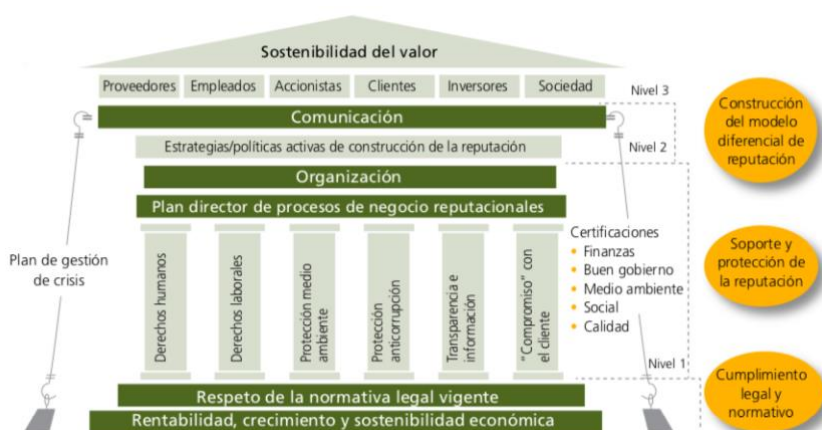 Sostenibilidad del valor
Proveedores
Empleados
Accionistas
Clientes
Inversores
Sociedad
Nivel 3
Comunicación
Estrategias/políticas activas de construcción de la reputación
Nivel 2
Organización
Plan director de procesos de negocio reputacionales
Plan de gestión
de crisis
Derechos humanos
Derechos laborales
Protección medio
ambiente
Protección
anticorrupción
Transparencia e
información
“Compromiso” con
el cliente
Certificaciones
• Finanzas
• Buen gobierno
• Medio ambiente
• Social
• Calidad
Nivel 1
Respeto de la normativa legal vigente
Rentabilidad, crecimiento y sostenibilidad económica
Construcción
del modelo
diferencial de
reputación
Soporte y
protección de
la reputación
Cumplimiento
legal y
normativo